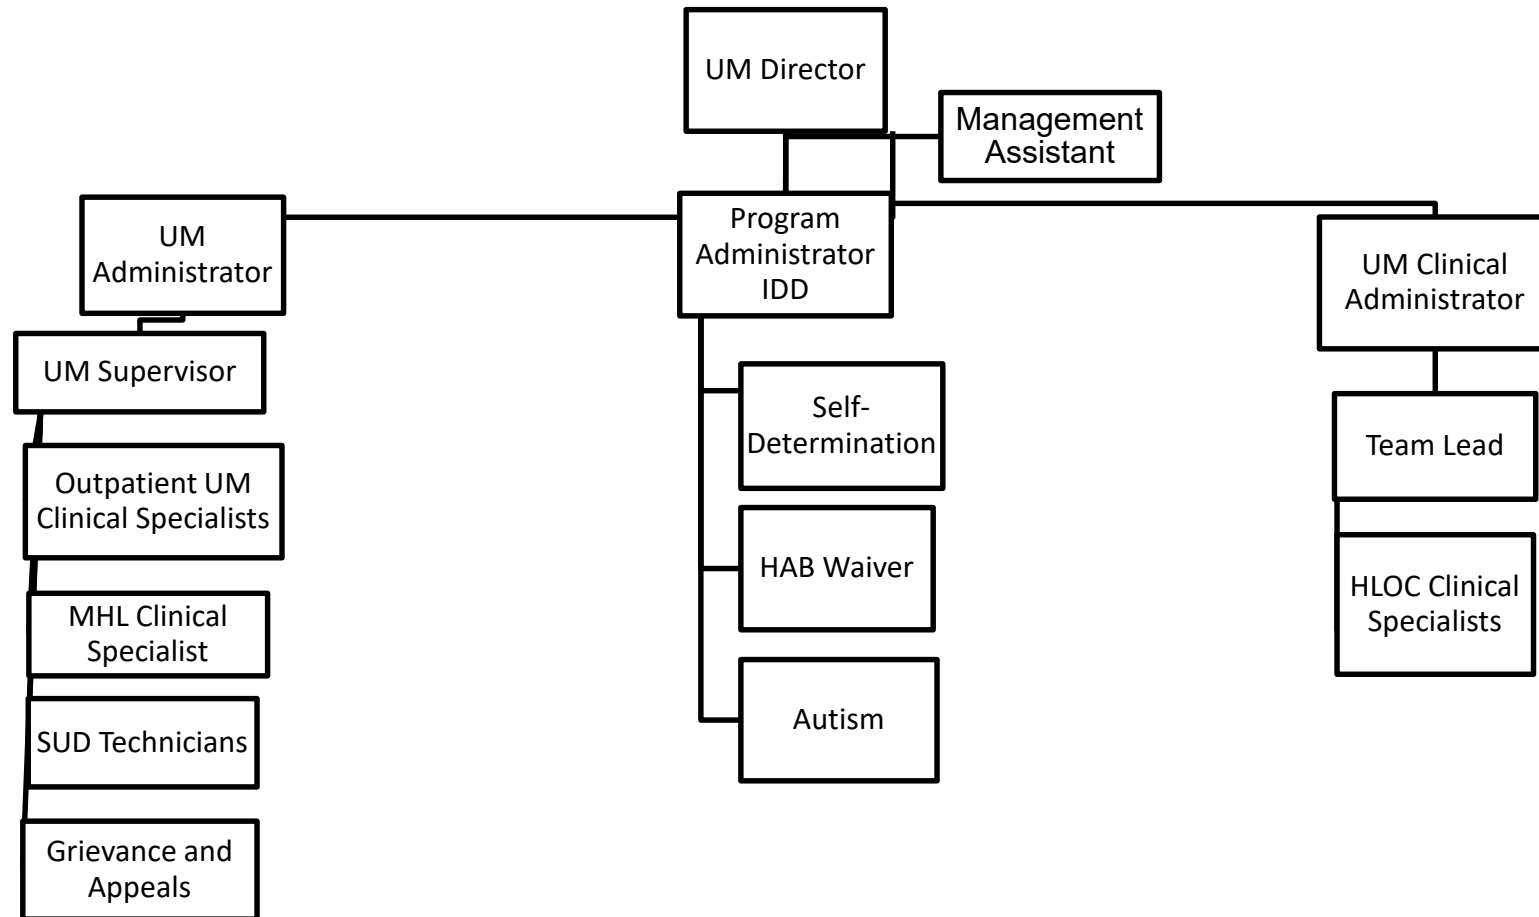 UM Director
Management
Assistant
UM
Administrator
Program
Administrator
IDD
UM Clinical
Administrator
UM Supervisor
Self-
Determination
Team Lead
Outpatient UM
Clinical Specialists
HAB Waiver
HLOC Clinical
Specialists
MHL Clinical
Specialist
Autism
SUD Technicians
Grievance and
Appeals